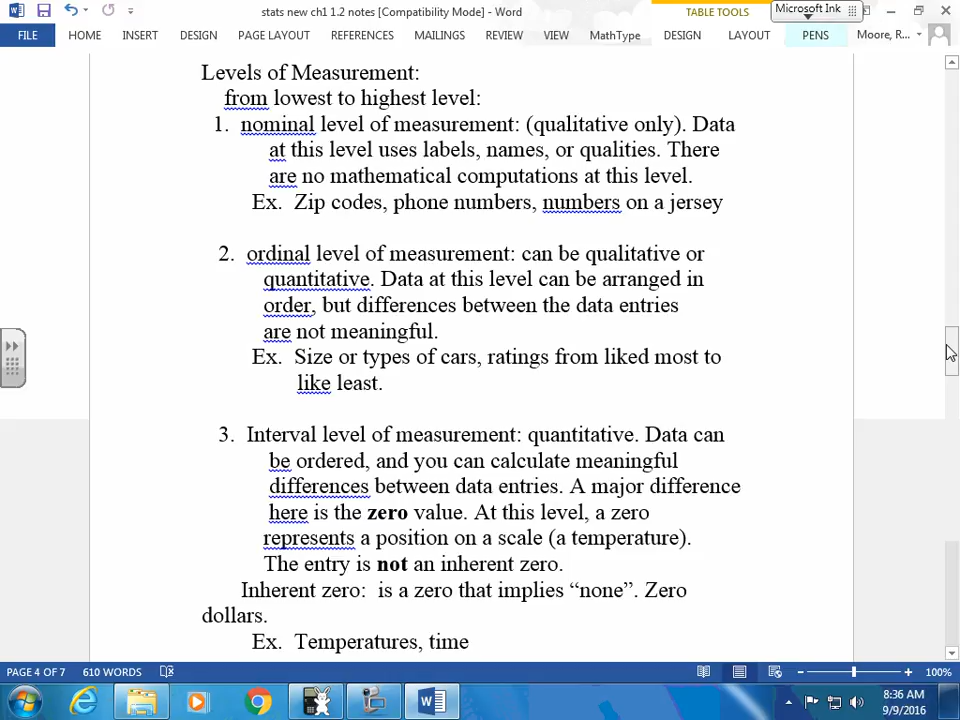 stats new ch1 1.2 notes [Compatibility Mode] - Word
TABLE TOOLS
Microsoft Ink
FILE HOME INSERT DESIGN PAGE LAYOUT REFERENCES MAILINGS REVIEW VIEW MathType DESIGN LAYOUT PENS Moore, R...
Levels of Measurement:
from lowest to highest level:
1. nominal level of measurement: (qualitative only). Data
at this level uses labels, names, or qualities. There
are no mathematical computations at this level.
Ex. Zip codes, phone numbers, numbers on a jersey
2. ordinal level of measurement: can be qualitative or
quantitative. Data at this level can be arranged in
order, but differences between the data entries
are not meaningful.
Ex. Size or types of cars, ratings from liked most to
like least.
3. Interval level of measurement: quantitative. Data can
be ordered, and you can calculate meaningful
differences between data entries. A major difference
here is the zero value. At this level, a zero
represents a position on a scale (a temperature).
The entry is not an inherent zero.
Inherent zero: is a zero that implies “none”. Zero
dollars.
Ex. Temperatures, time
PAGE 4 OF 7 610 WORDS 100%
8:36 AM
9/9/2016